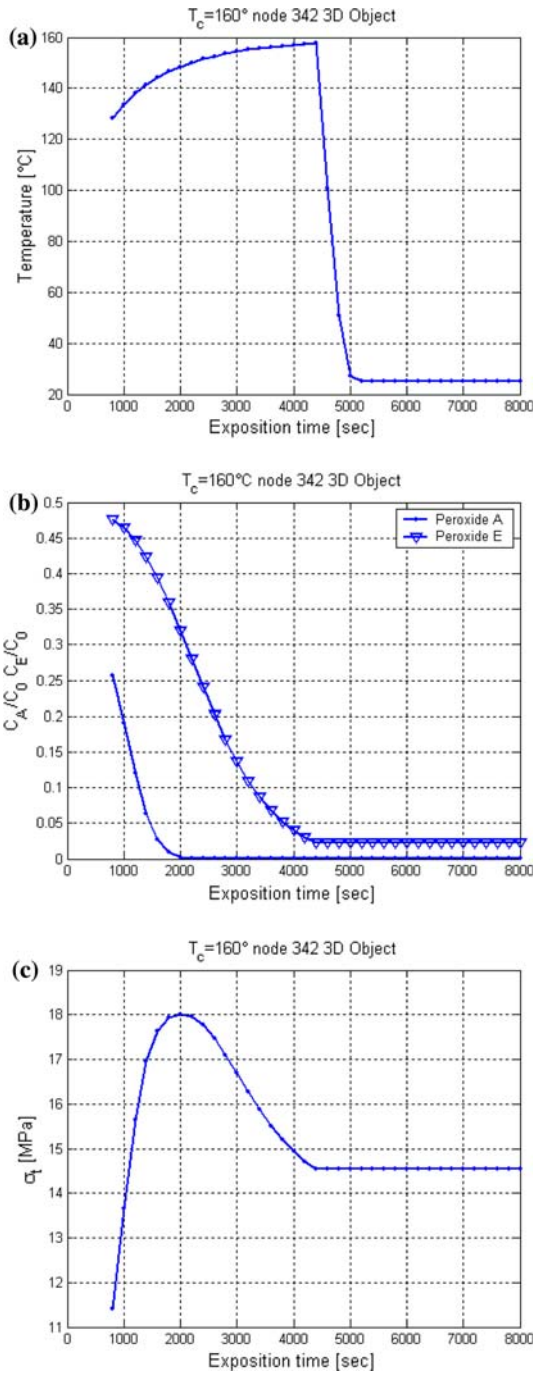 (a)
T_c=160° node 342 3D Object
160
140
120
100
80
60
40
20
Temperature [°C]
0 1000 2000 3000 4000 5000 6000 7000 8000
Exposition time [sec]
(b)
T_c=160°C node 342 3D Object
0.5
0.45
0.4
0.35
0.3
0.25
0.2
0.15
0.1
0.05
0
C_A/C_0 C_E/C_0
Peroxide A
Peroxide E
0 1000 2000 3000 4000 5000 6000 7000 8000
Exposition time [sec]
(c)
T_c=160° node 342 3D Object
19
18
17
16
15
14
13
12
11
σ_t [MPa]
0 1000 2000 3000 4000 5000 6000 7000 8000
Exposition time [sec]